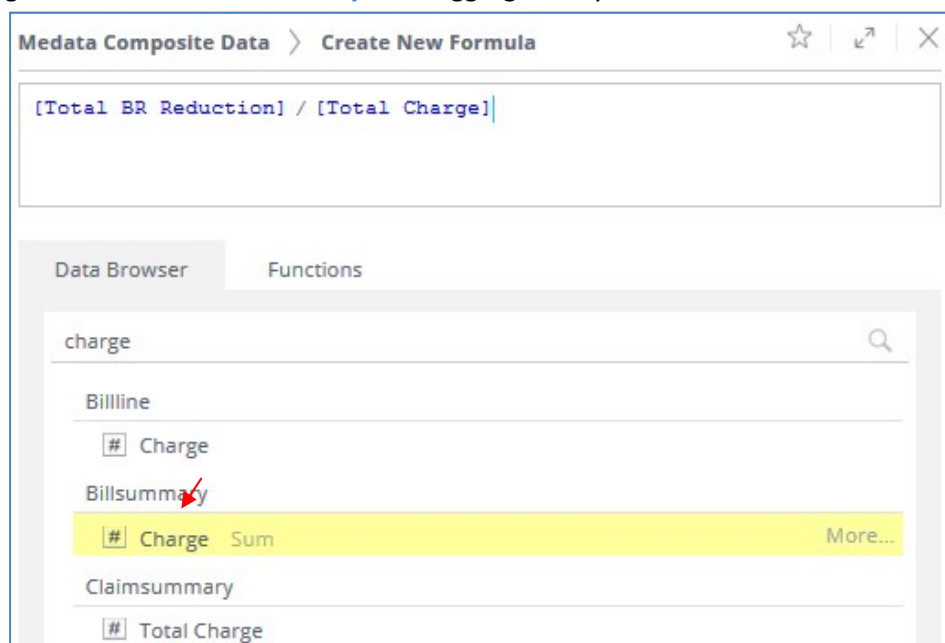 Medata Composite Data > Create New Formula
[Total BR Reduction] / [Total Charge]
Data Browser Functions
charge
Billline
# Charge
Billsummary
# Charge Sum More...
Claimsummary
# Total Charge